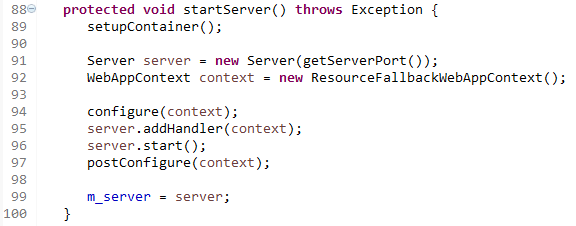 88 protected void startServer() throws Exception {
89 setupContainer();
90
91 Server server = new Server(getServerPort());
92 WebAppContext context = new ResourceFallbackWebAppContext();
93
94 configure(context);
95 server.addHandler(context);
96 server.start();
97 postConfigure(context);
98
99 m_server = server;
100 }